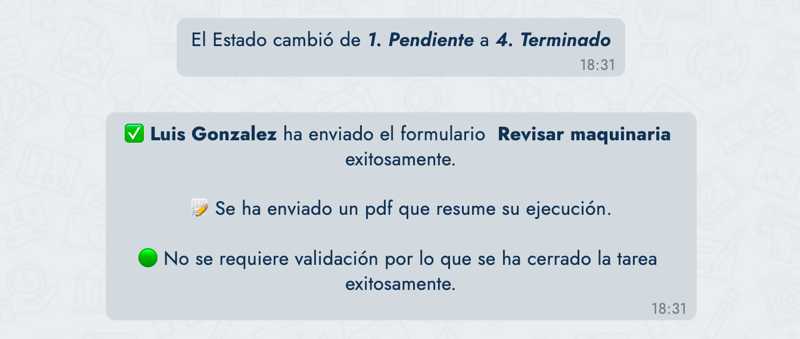 El Estado cambió de 1. Pendiente a 4. Terminado
18:31
✅ Luis Gonzalez ha enviado el formulario Revisar maquinaria
exitosamente.
📝 Se ha enviado un pdf que resume su ejecución.
🟢 No se requiere validación por lo que se ha cerrado la tarea
exitosamente.
18:31